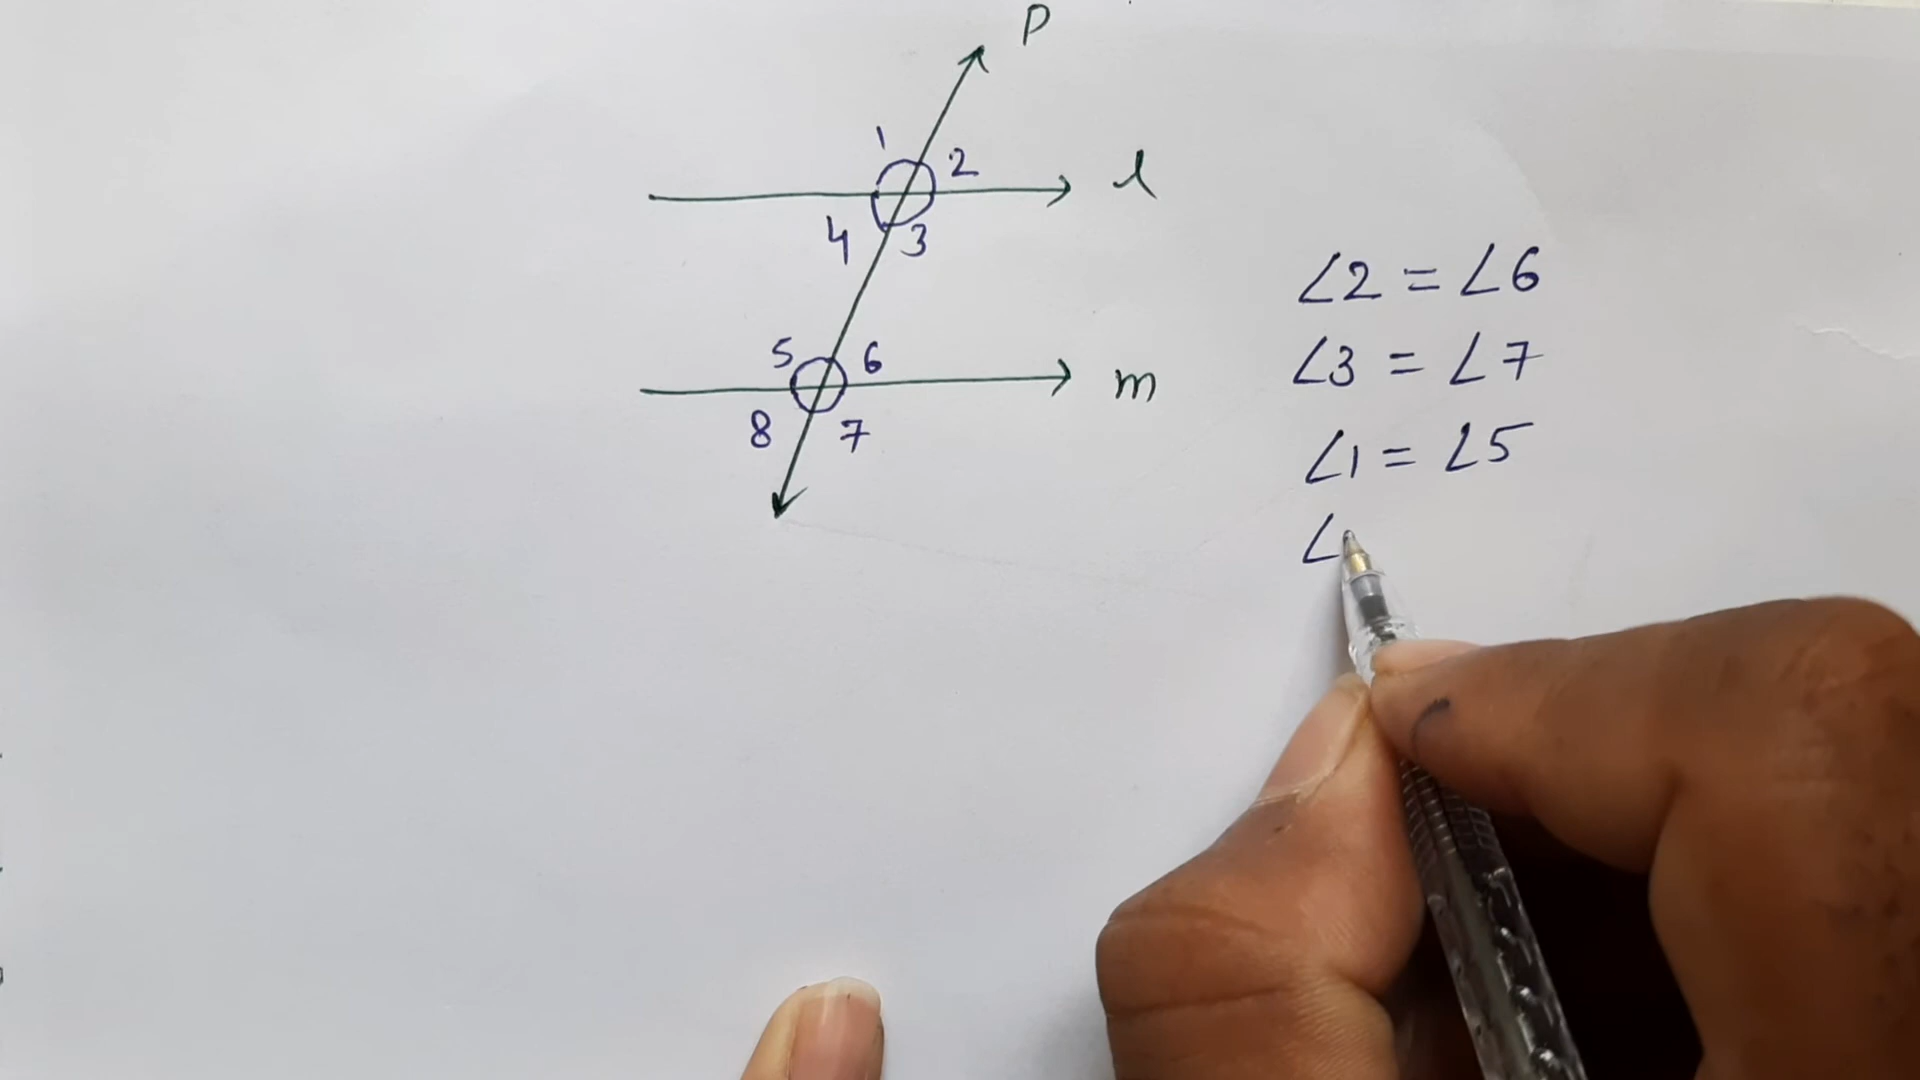 P
1 2
l
4 3
5 6
m
8 7
∠2 = ∠6
∠3 = ∠7
∠1 = ∠5
∠